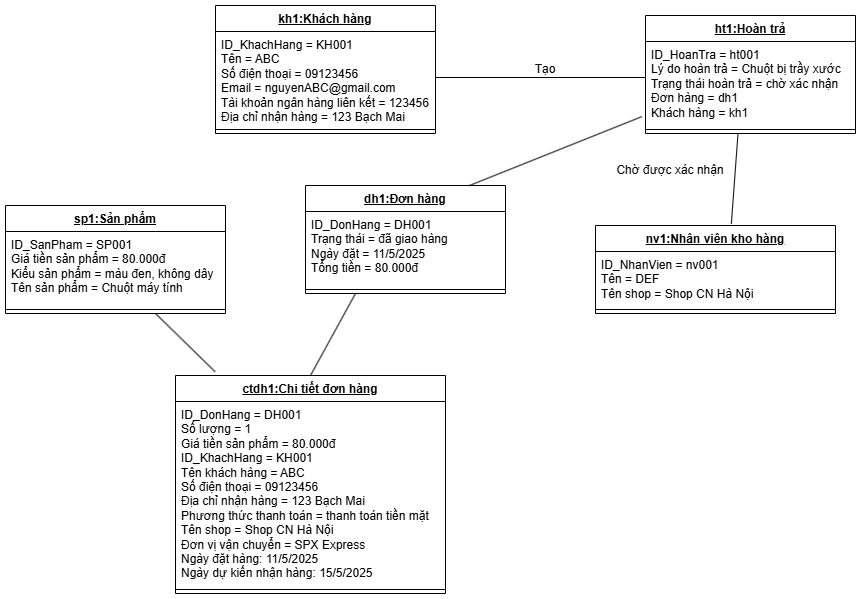 kh1:Khách hàng
ID_KhachHang = KH001
Tên = ABC
Số điện thoại = 09123456
Email = nguyenABC@gmail.com
Tài khoản ngân hàng liên kết = 123456
Địa chỉ nhận hàng = 123 Bạch Mai
Tạo
ht1:Hoàn trả
ID_HoanTra = ht001
Lý do hoàn trả = Chuột bị trầy xước
Trạng thái hoàn trả = chờ xác nhận
Đơn hàng = dh1
Khách hàng = kh1
Chờ được xác nhận
sp1:Sản phẩm
ID_SanPham = SP001
Giá tiền sản phẩm = 80.000đ
Kiểu sản phẩm = màu đen, không dây
Tên sản phẩm = Chuột máy tính
dh1:Đơn hàng
ID_DonHang = DH001
Trạng thái = đã giao hàng
Ngày đặt = 11/5/2025
Tổng tiền = 80.000đ
nv1:Nhân viên kho hàng
ID_NhanVien = nv001
Tên = DEF
Tên shop = Shop CN Hà Nội
ctdh1:Chi tiết đơn hàng
ID_DonHang = DH001
Số lượng = 1
Giá tiền sản phẩm = 80.000đ
ID_KhachHang = KH001
Tên khách hàng = ABC
Số điện thoại = 09123456
Địa chỉ nhận hàng = 123 Bạch Mai
Phương thức thanh toán = thanh toán tiền mặt
Tên shop = Shop CN Hà Nội
Đơn vị vận chuyển = SPX Express
Ngày đặt hàng: 11/5/2025
Ngày dự kiến nhận hàng: 15/5/2025